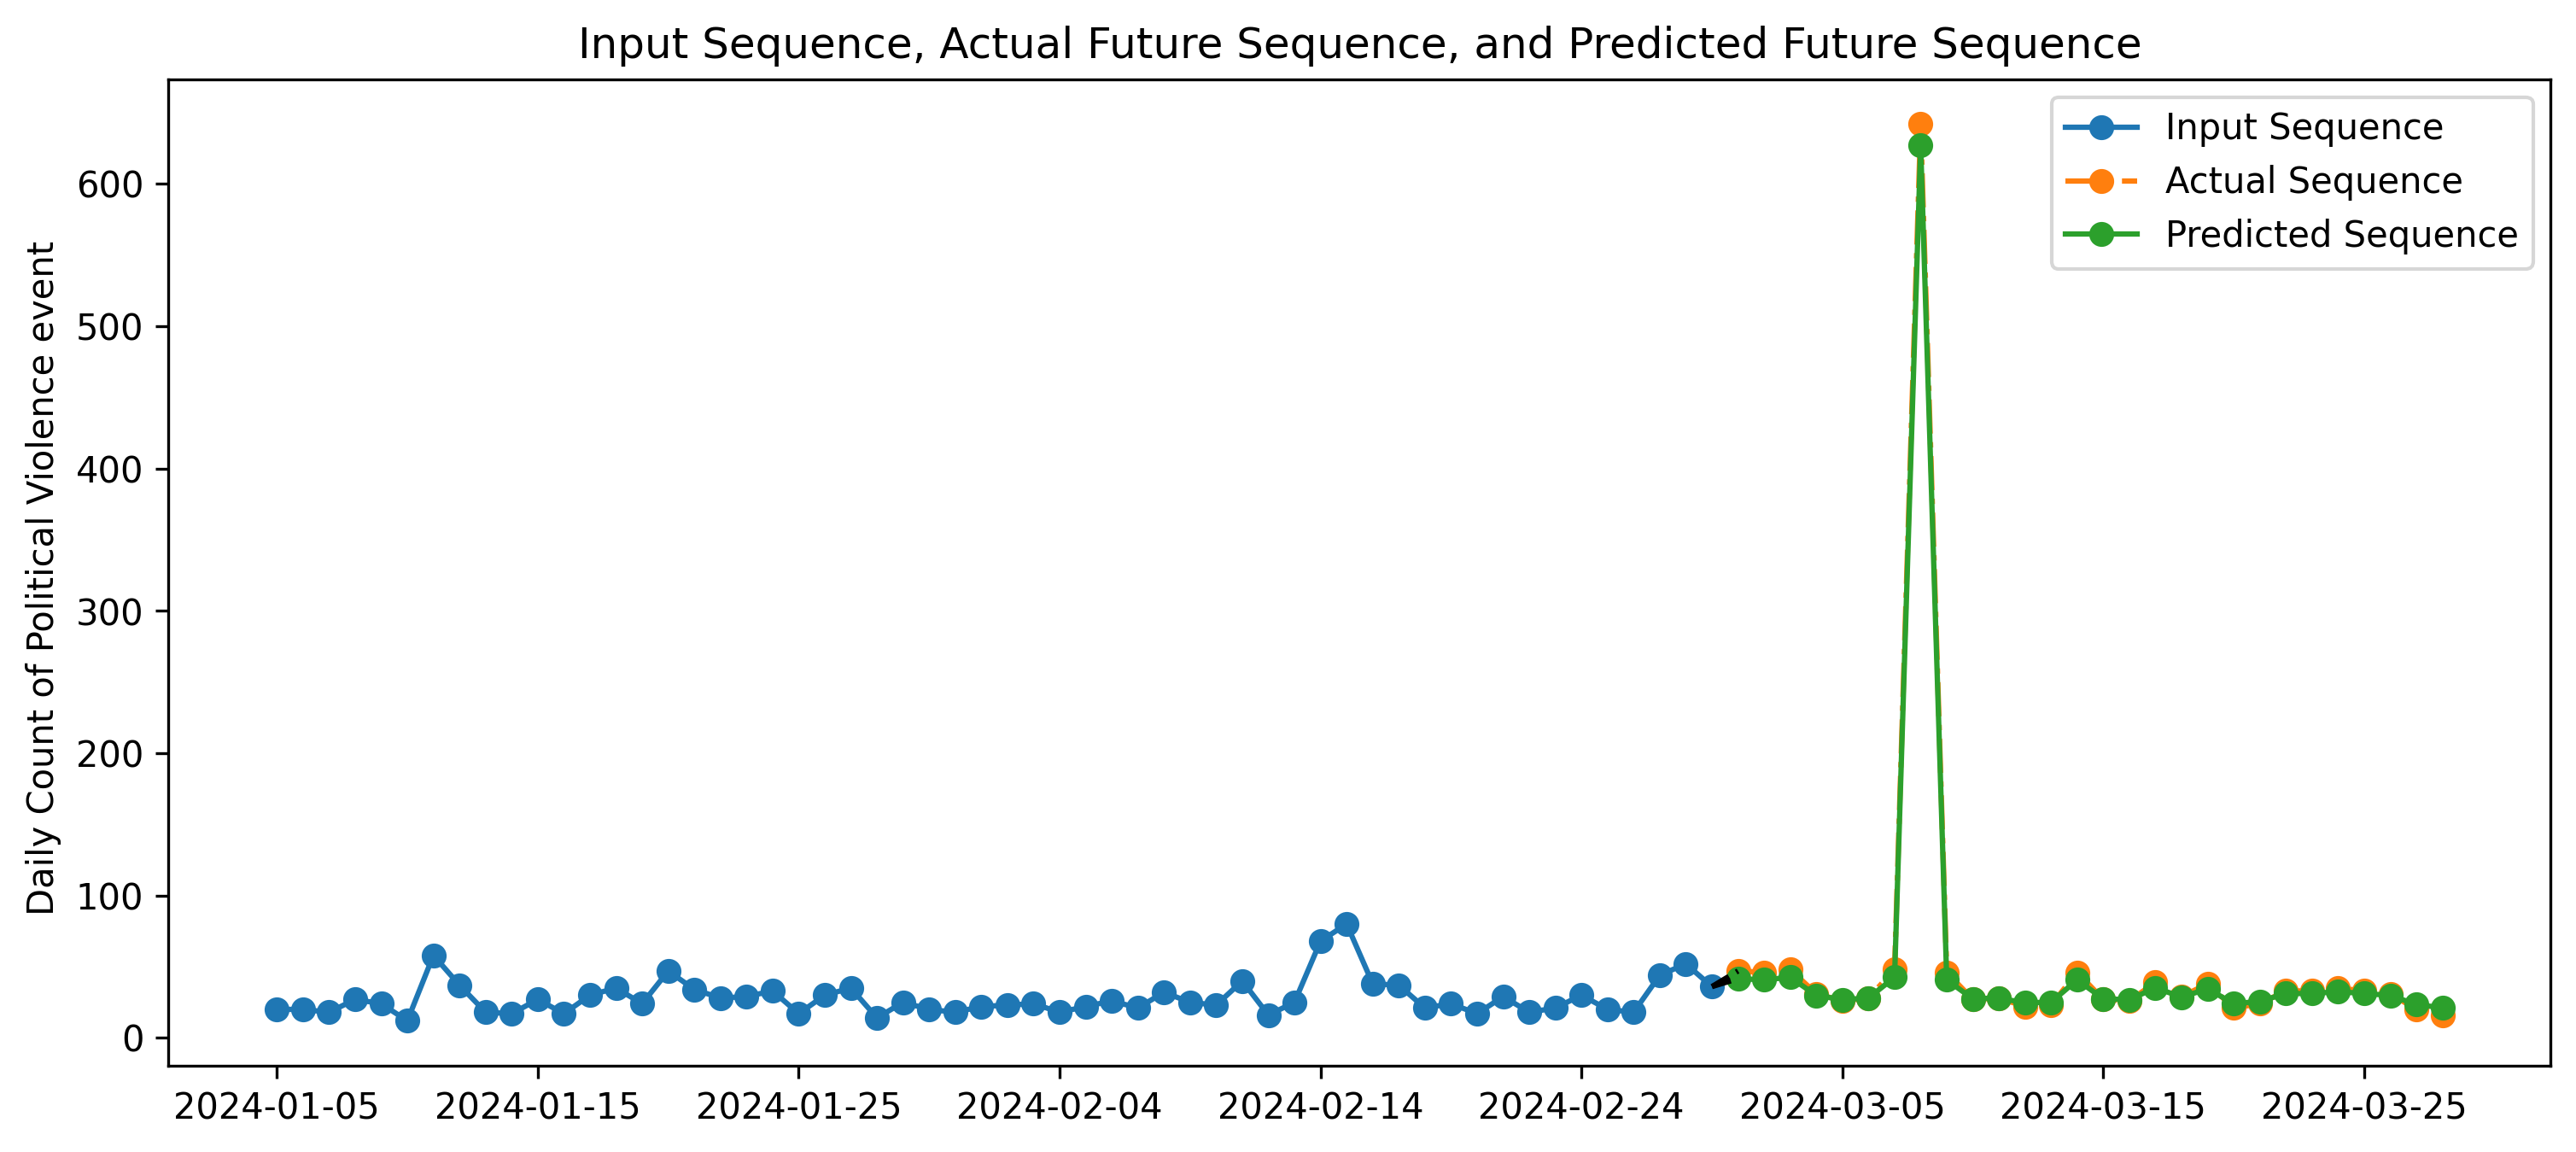 Input Sequence, Actual Future Sequence, and Predicted Future Sequence
Daily Count of Political Violence event
600
500
400
300
200
100
0
Input Sequence
Actual Sequence
Predicted Sequence
2024-01-05 2024-01-15 2024-01-25 2024-02-04 2024-02-14 2024-02-24 2024-03-05 2024-03-15 2024-03-25